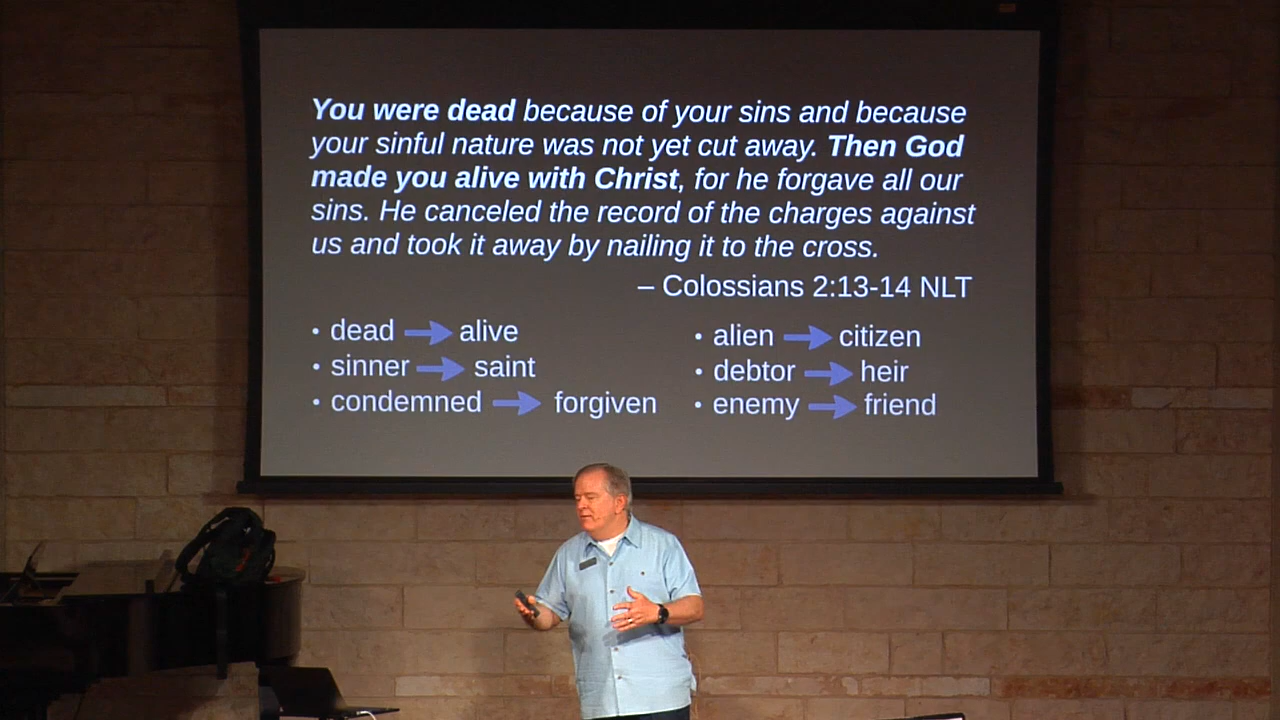 You were dead because of your sins and because
your sinful nature was not yet cut away. Then God
made you alive with Christ, for he forgave all our
sins. He canceled the record of the charges against
us and took it away by nailing it to the cross.
– Colossians 2:13-14 NLT
• dead → alive
• sinner → saint
• condemned → forgiven
• alien → citizen
• debtor → heir
• enemy → friend